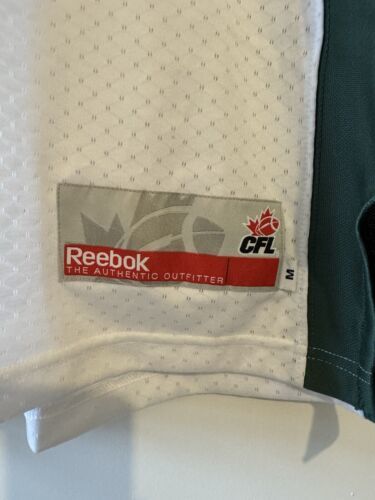 CFL
Reebok
THE AUTHENTIC OUTFITTER
M